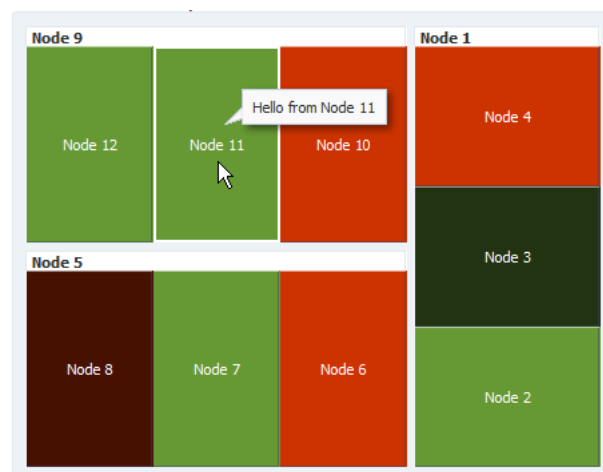 Node 9
Node 12
Node 11
Node 10
Hello from Node 11
Node 5
Node 8
Node 7
Node 6
Node 1
Node 4
Node 3
Node 2